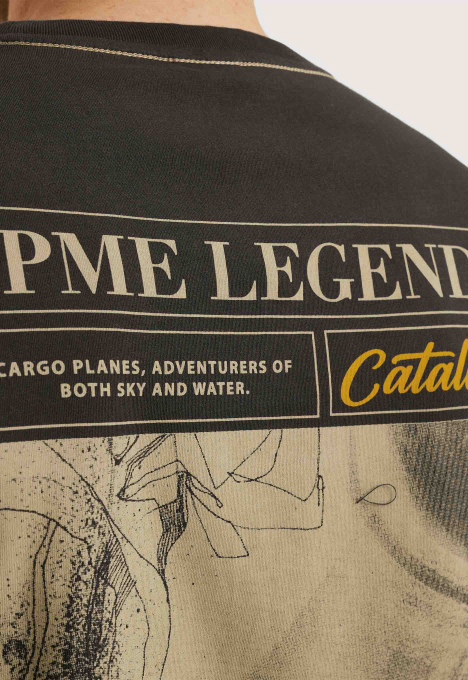 PME LEGEND
CARGO PLANES, ADVENTURERS OF
BOTH SKY AND WATER.